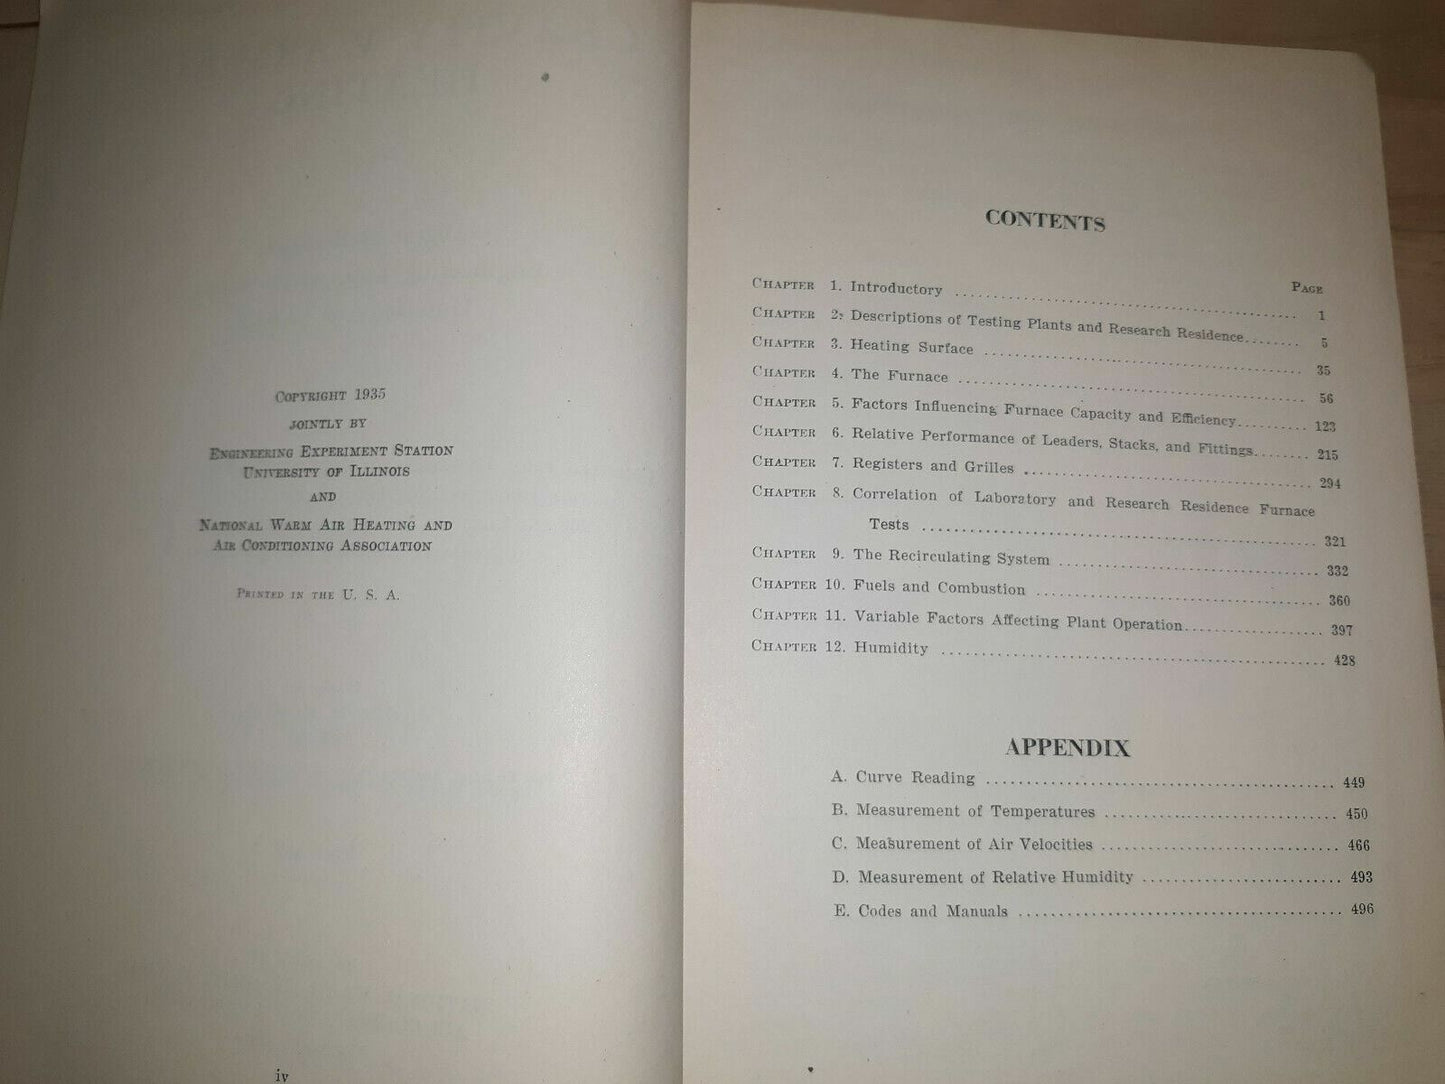 Copyright 1935
jointly by
Engineering Experiment Station
University of Illinois
and
National Warm Air Heating and
Air Conditioning Association
Printed in the U. S. A.
iv
CONTENTS
Page
Chapter 1. Introductory 1
Chapter 2. Descriptions of Testing Plants and Research Residence 5
Chapter 3. Heating Surface 35
Chapter 4. The Furnace 56
Chapter 5. Factors Influencing Furnace Capacity and Efficiency 123
Chapter 6. Relative Performance of Leaders, Stacks, and Fittings 215
Chapter 7. Registers and Grilles 294
Chapter 8. Correlation of Laboratory and Research Residence Furnace
Tests 321
Chapter 9. The Recirculating System 332
Chapter 10. Fuels and Combustion 360
Chapter 11. Variable Factors Affecting Plant Operation 397
Chapter 12. Humidity 428
APPENDIX
A. Curve Reading 449
B. Measurement of Temperatures 450
C. Measurement of Air Velocities 466
D. Measurement of Relative Humidity 493
E. Codes and Manuals 496